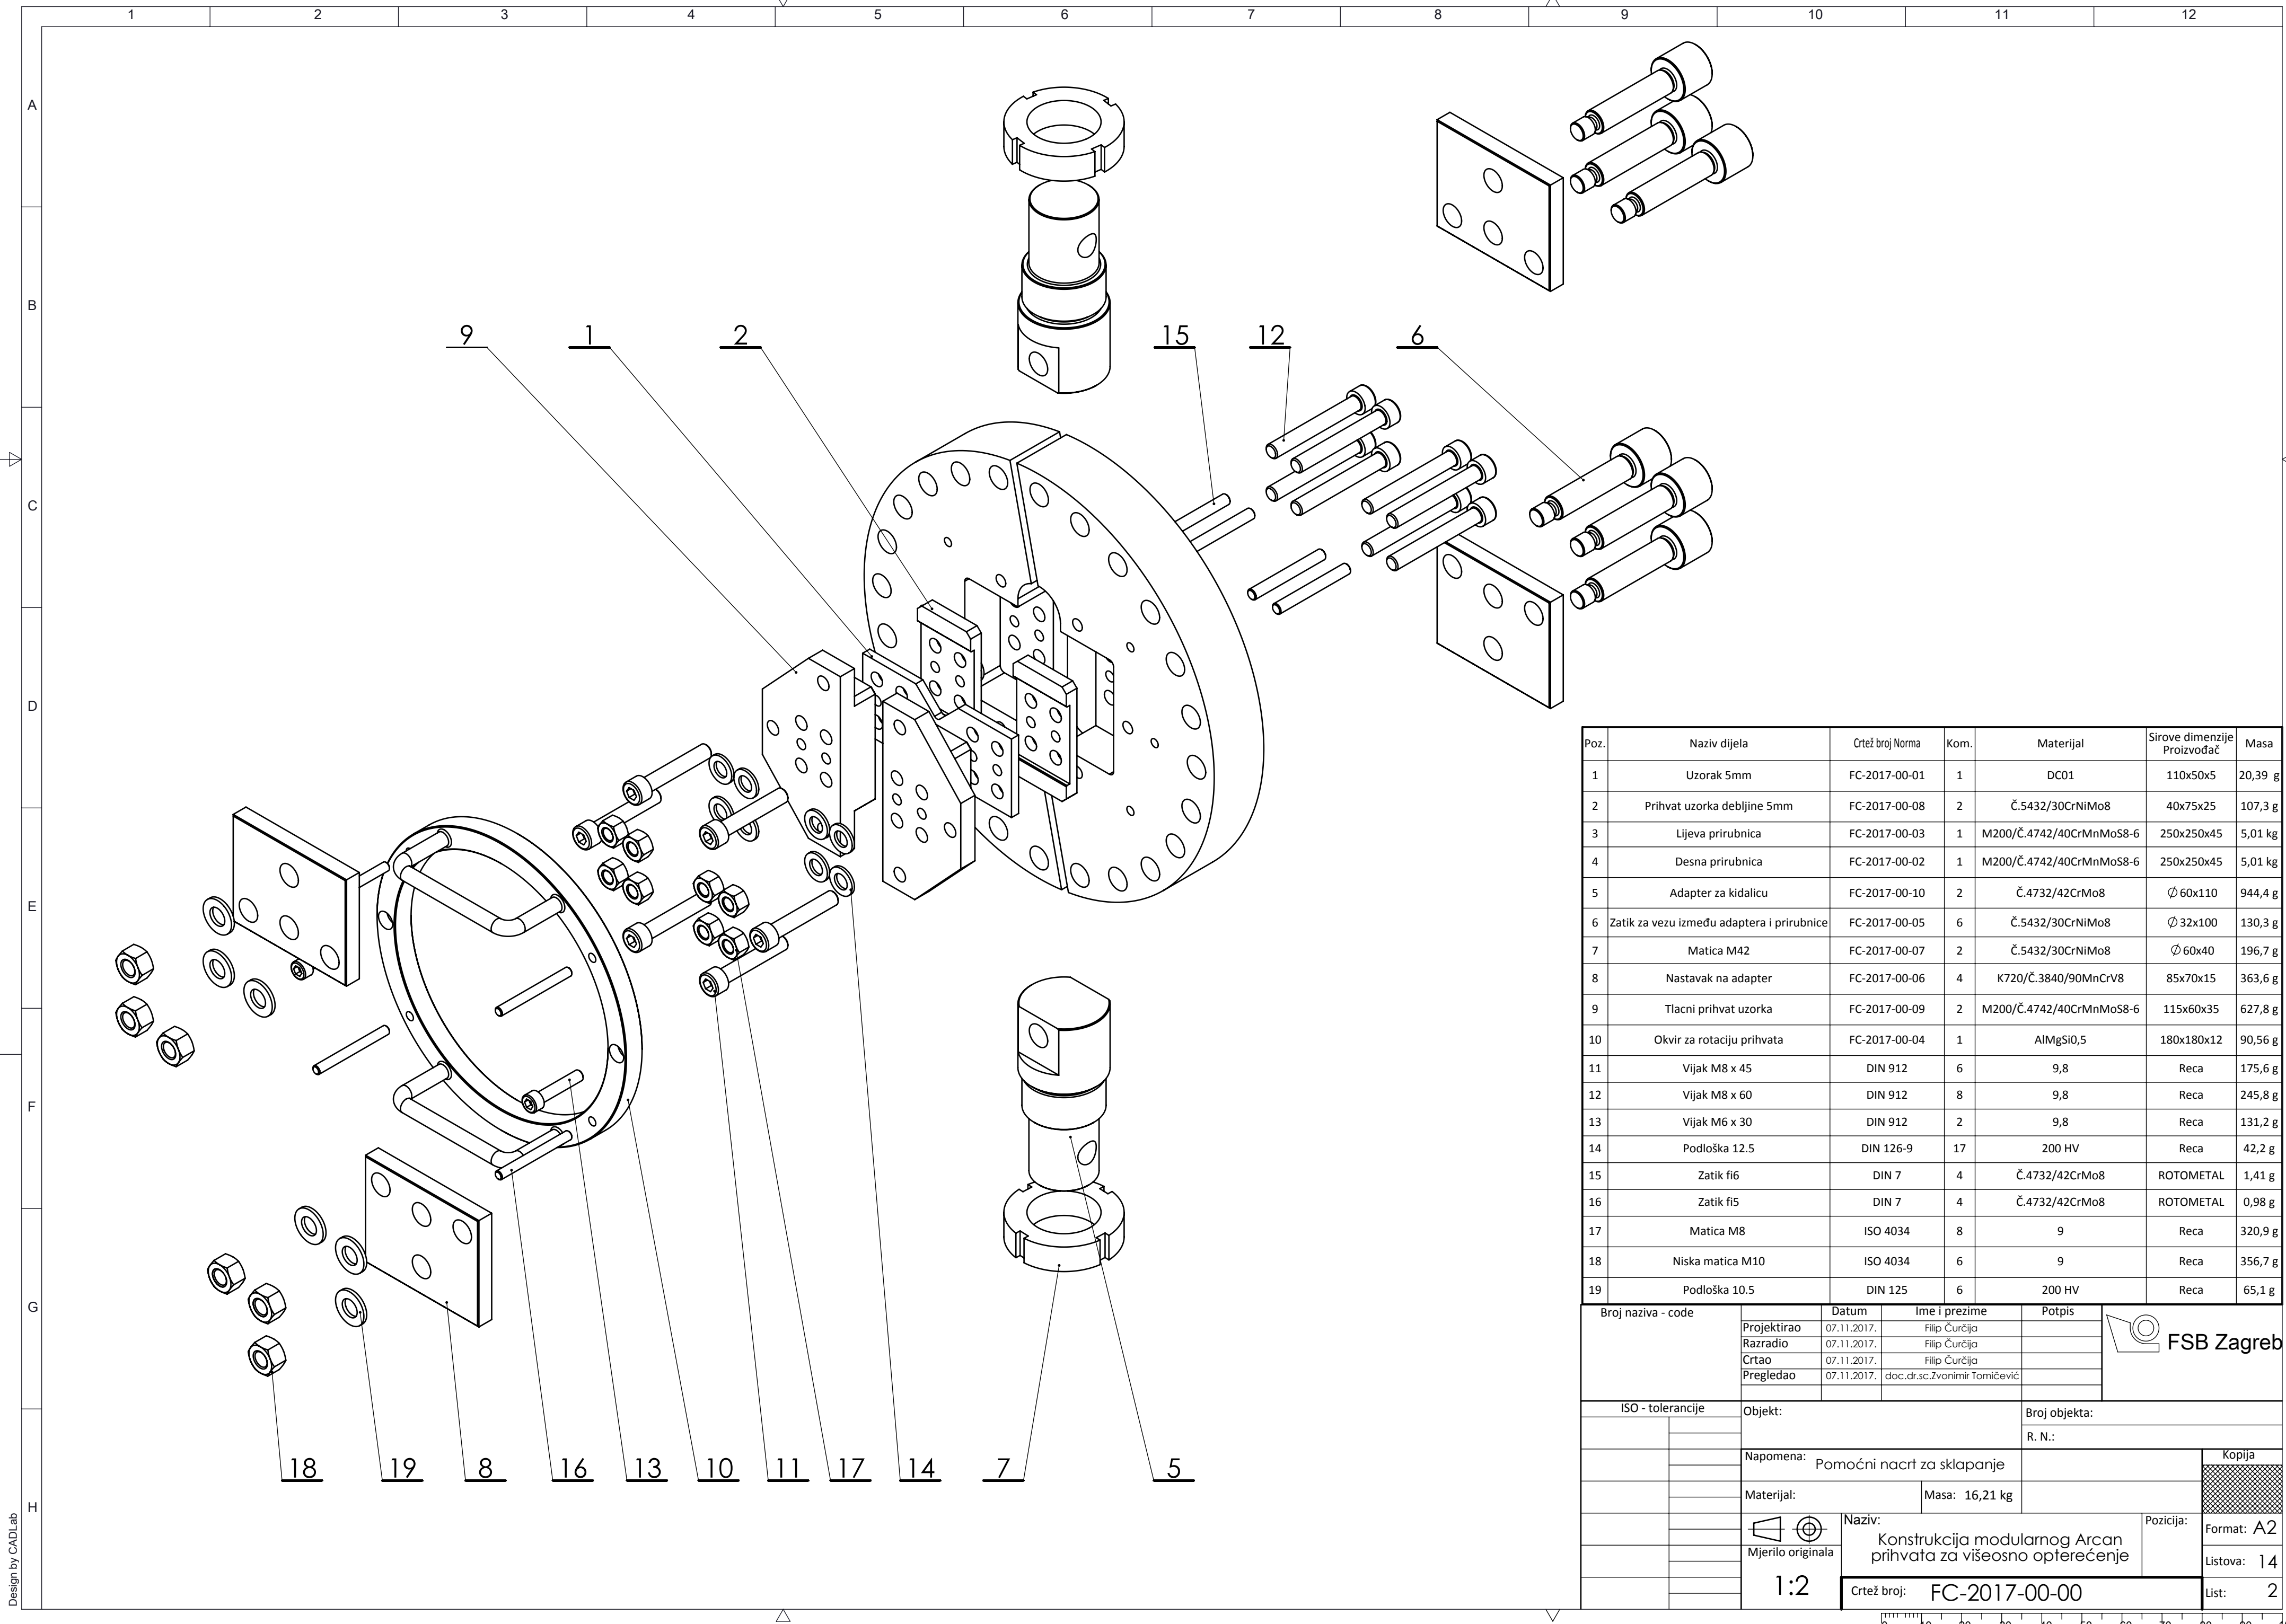 1 2 3 4 5 6 7 8 9 10 11 12
A
B
C
D
E
F
G
H
9 1 2 15 12 6
18 19 8 16 13 10 11 17 14 7 5
Poz. Naziv dijela Crtež broj Norma Kom. Materijal Sirove dimenzije Proizvođač Masa
1 Uzorak 5mm FC-2017-00-01 1 DC01 110x50x5 20,39 g
2 Prihvat uzorka debljine 5mm FC-2017-00-08 2 Č.5432/30CrNiMo8 40x75x25 107,3 g
3 Lijeva prirubnica FC-2017-00-03 1 M200/Č.4742/40CrMnMoS8-6 250x250x45 5,01 kg
4 Desna prirubnica FC-2017-00-02 1 M200/Č.4742/40CrMnMoS8-6 250x250x45 5,01 kg
5 Adapter za kidalicu FC-2017-00-10 2 Č.4732/42CrMo8 ∅60x110 944,4 g
6 Zatik za vezu između adaptera i prirubnice FC-2017-00-05 6 Č.5432/30CrNiMo8 ∅32x100 130,3 g
7 Matica M42 FC-2017-00-07 2 Č.5432/30CrNiMo8 ∅60x40 196,7 g
8 Nastavak na adapter FC-2017-00-06 4 K720/Č.3840/90MnCrV8 85x70x15 363,6 g
9 Tlacni prihvat uzorka FC-2017-00-09 2 M200/Č.4742/40CrMnMoS8-6 115x60x35 627,8 g
10 Okvir za rotaciju prihvata FC-2017-00-04 1 AlMgSi0,5 180x180x12 90,56 g
11 Vijak M8 x 45 DIN 912 6 9,8 Reca 175,6 g
12 Vijak M8 x 60 DIN 912 8 9,8 Reca 245,8 g
13 Vijak M6 x 30 DIN 912 2 9,8 Reca 131,2 g
14 Podloška 12.5 DIN 126-9 17 200 HV Reca 42,2 g
15 Zatik fi6 DIN 7 4 Č.4732/42CrMo8 ROTOMETAL 1,41 g
16 Zatik fi5 DIN 7 4 Č.4732/42CrMo8 ROTOMETAL 0,98 g
17 Matica M8 ISO 4034 8 9 Reca 320,9 g
18 Niska matica M10 ISO 4034 6 9 Reca 356,7 g
19 Podloška 10.5 DIN 125 6 200 HV Reca 65,1 g
Broj naziva - code
Datum Ime i prezime Potpis
Projektirao 07.11.2017. Filip Čurčija
Razradio 07.11.2017. Filip Čurčija
Crtao 07.11.2017. Filip Čurčija
Pregledao 07.11.2017. doc.dr.sc.Zvonimir Tomičević
FSB Zagreb
ISO - tolerancije
Objekt:
Broj objekta:
R. N.:
Napomena: Pomoćni nacrt za sklapanje
Kopija
Materijal:
Masa: 16,21 kg
Mjerilo originala
1:2
Naziv:
Konstrukcija modularnog Arcan
prihvata za višeosno opterećenje
Pozicija:
Format: A2
Listova: 14
Crtež broj: FC-2017-00-00
List: 2
Design by CADLab